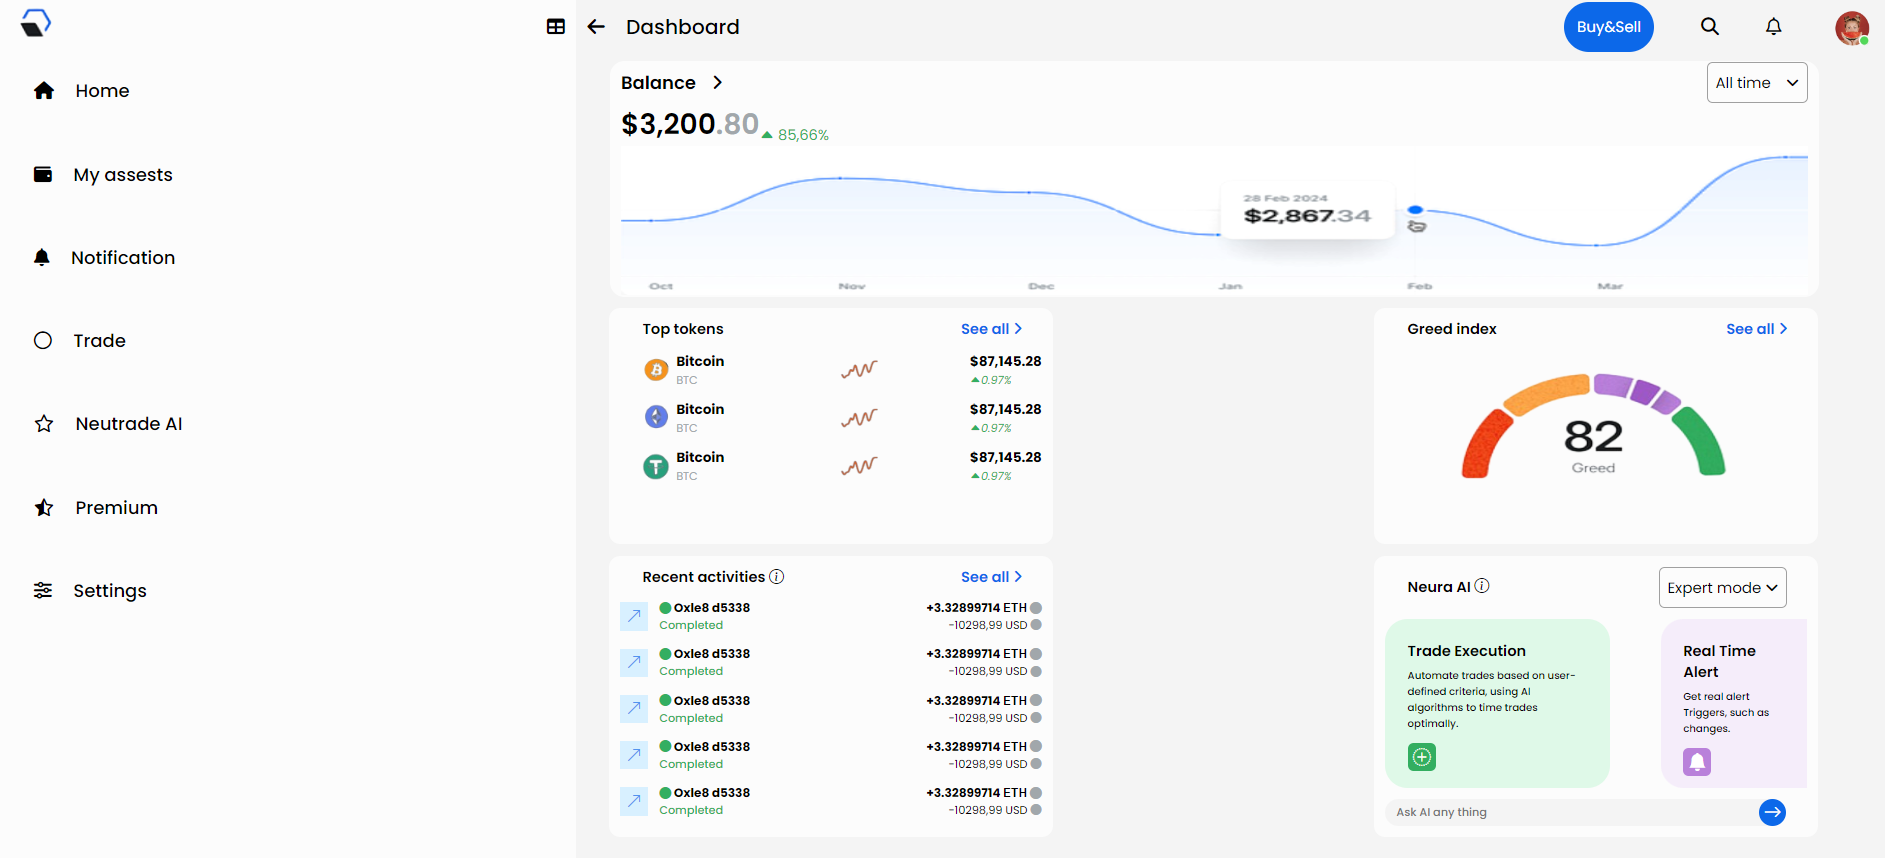 Dashboard
Buy&Sell
Home
My assests
Notification
Trade
Neutrade AI
Premium
Settings
Balance
All time
$3,200.80
85,66%
28 Feb 2024
$2,867.34
Oct Nov Dec Jan Feb Mar
Top tokens
See all
Bitcoin
BTC
$87,145.28
0.97%
Bitcoin
BTC
$87,145.28
0.97%
Bitcoin
BTC
$87,145.28
0.97%
Greed index
See all
82
Greed
Recent activities
See all
Oxle8 d5338
Completed
+3.32899714 ETH
-10298,99 USD
Oxle8 d5338
Completed
+3.32899714 ETH
-10298,99 USD
Oxle8 d5338
Completed
+3.32899714 ETH
-10298,99 USD
Oxle8 d5338
Completed
+3.32899714 ETH
-10298,99 USD
Oxle8 d5338
Completed
+3.32899714 ETH
-10298,99 USD
Neura AI
Expert mode
Trade Execution
Automate trades based on user-
defined criteria, using AI
algorithms to time trades
optimally.
Real Time
Alert
Get real alert
Triggers, such as
changes.
Ask AI any thing